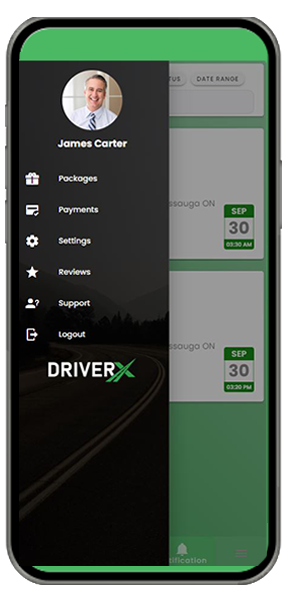 TUS
DATE RANGE
James Carter
Packages
Payments
ssauga ON
SEP
30
03:30 AM
Settings
Reviews
Support
Logout
ssauga ON
SEP
30
03:30 PM
DRIVERX
tification